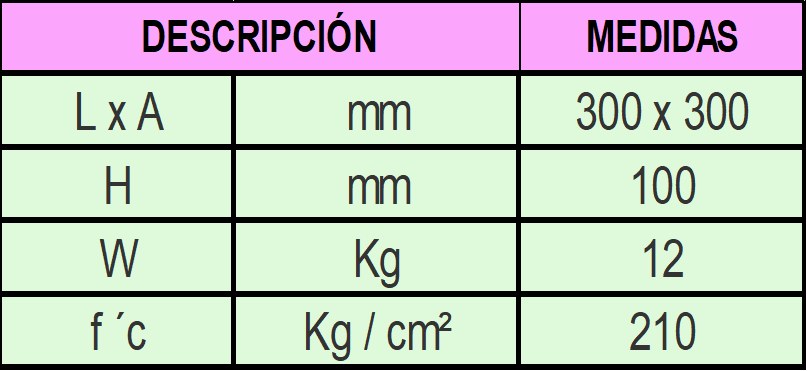 DESCRIPCIÓN MEDIDAS
L x A mm 300 x 300
H mm 100
W Kg 12
f ´c Kg / cm² 210